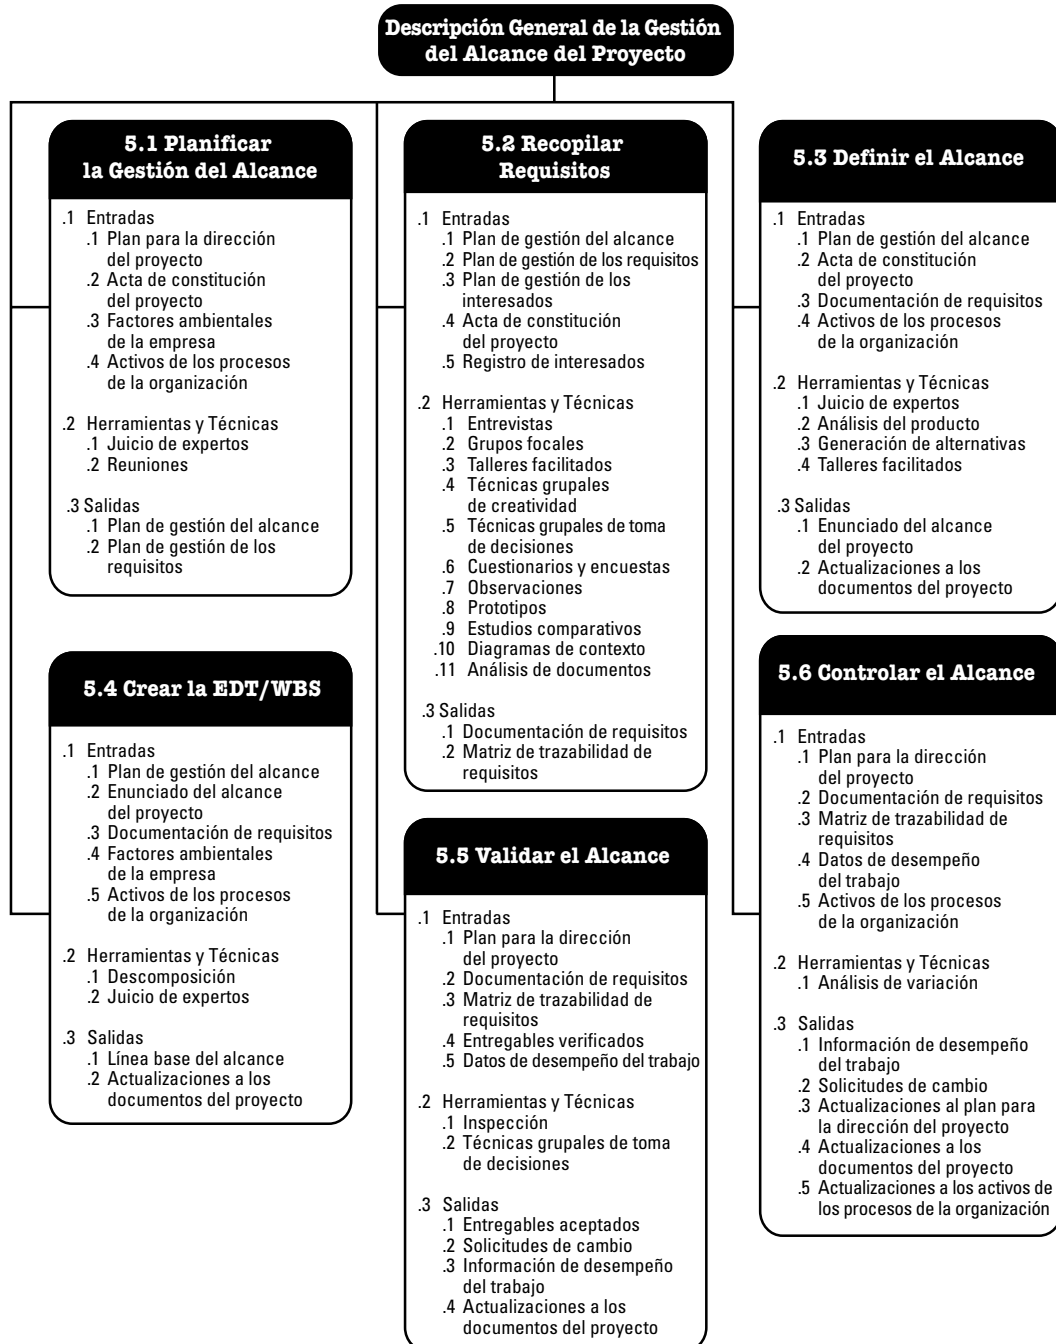 Descripción General de la Gestión
del Alcance del Proyecto
5.1 Planificar
la Gestión del Alcance
.1 Entradas
.1 Plan para la dirección
del proyecto
.2 Acta de constitución
del proyecto
.3 Factores ambientales
de la empresa
.4 Activos de los procesos
de la organización
.2 Herramientas y Técnicas
.1 Juicio de expertos
.2 Reuniones
.3 Salidas
.1 Plan de gestión del alcance
.2 Plan de gestión de los
requisitos
5.2 Recopilar
Requisitos
.1 Entradas
.1 Plan de gestión del alcance
.2 Plan de gestión de los requisitos
.3 Plan de gestión de los
interesados
.4 Acta de constitución
del proyecto
.5 Registro de interesados
.2 Herramientas y Técnicas
.1 Entrevistas
.2 Grupos focales
.3 Talleres facilitados
.4 Técnicas grupales
de creatividad
.5 Técnicas grupales de toma
de decisiones
.6 Cuestionarios y encuestas
.7 Observaciones
.8 Prototipos
.9 Estudios comparativos
.10 Diagramas de contexto
.11 Análisis de documentos
.3 Salidas
.1 Documentación de requisitos
.2 Matriz de trazabilidad de
requisitos
5.3 Definir el Alcance
.1 Entradas
.1 Plan de gestión del alcance
.2 Acta de constitución
del proyecto
.3 Documentación de requisitos
.4 Activos de los procesos
de la organización
.2 Herramientas y Técnicas
.1 Juicio de expertos
.2 Análisis del producto
.3 Generación de alternativas
.4 Talleres facilitados
.3 Salidas
.1 Enunciado del alcance
del proyecto
.2 Actualizaciones a los
documentos del proyecto
5.4 Crear la EDT/WBS
.1 Entradas
.1 Plan de gestión del alcance
.2 Enunciado del alcance
del proyecto
.3 Documentación de requisitos
.4 Factores ambientales
de la empresa
.5 Activos de los procesos
de la organización
.2 Herramientas y Técnicas
.1 Descomposición
.2 Juicio de expertos
.3 Salidas
.1 Línea base del alcance
.2 Actualizaciones a los
documentos del proyecto
5.5 Validar el Alcance
.1 Entradas
.1 Plan para la dirección
del proyecto
.2 Documentación de requisitos
.3 Matriz de trazabilidad de
requisitos
.4 Entregables verificados
.5 Datos de desempeño del trabajo
.2 Herramientas y Técnicas
.1 Inspección
.2 Técnicas grupales de toma
de decisiones
.3 Salidas
.1 Entregables aceptados
.2 Solicitudes de cambio
.3 Información de desempeño
del trabajo
.4 Actualizaciones a los
documentos del proyecto
5.6 Controlar el Alcance
.1 Entradas
.1 Plan para la dirección
del proyecto
.2 Documentación de requisitos
.3 Matriz de trazabilidad de
requisitos
.4 Datos de desempeño
del trabajo
.5 Activos de los procesos
de la organización
.2 Herramientas y Técnicas
.1 Análisis de variación
.3 Salidas
.1 Información de desempeño
del trabajo
.2 Solicitudes de cambio
.3 Actualizaciones al plan para
la dirección del proyecto
.4 Actualizaciones a los
documentos del proyecto
.5 Actualizaciones a los activos de
los procesos de la organización